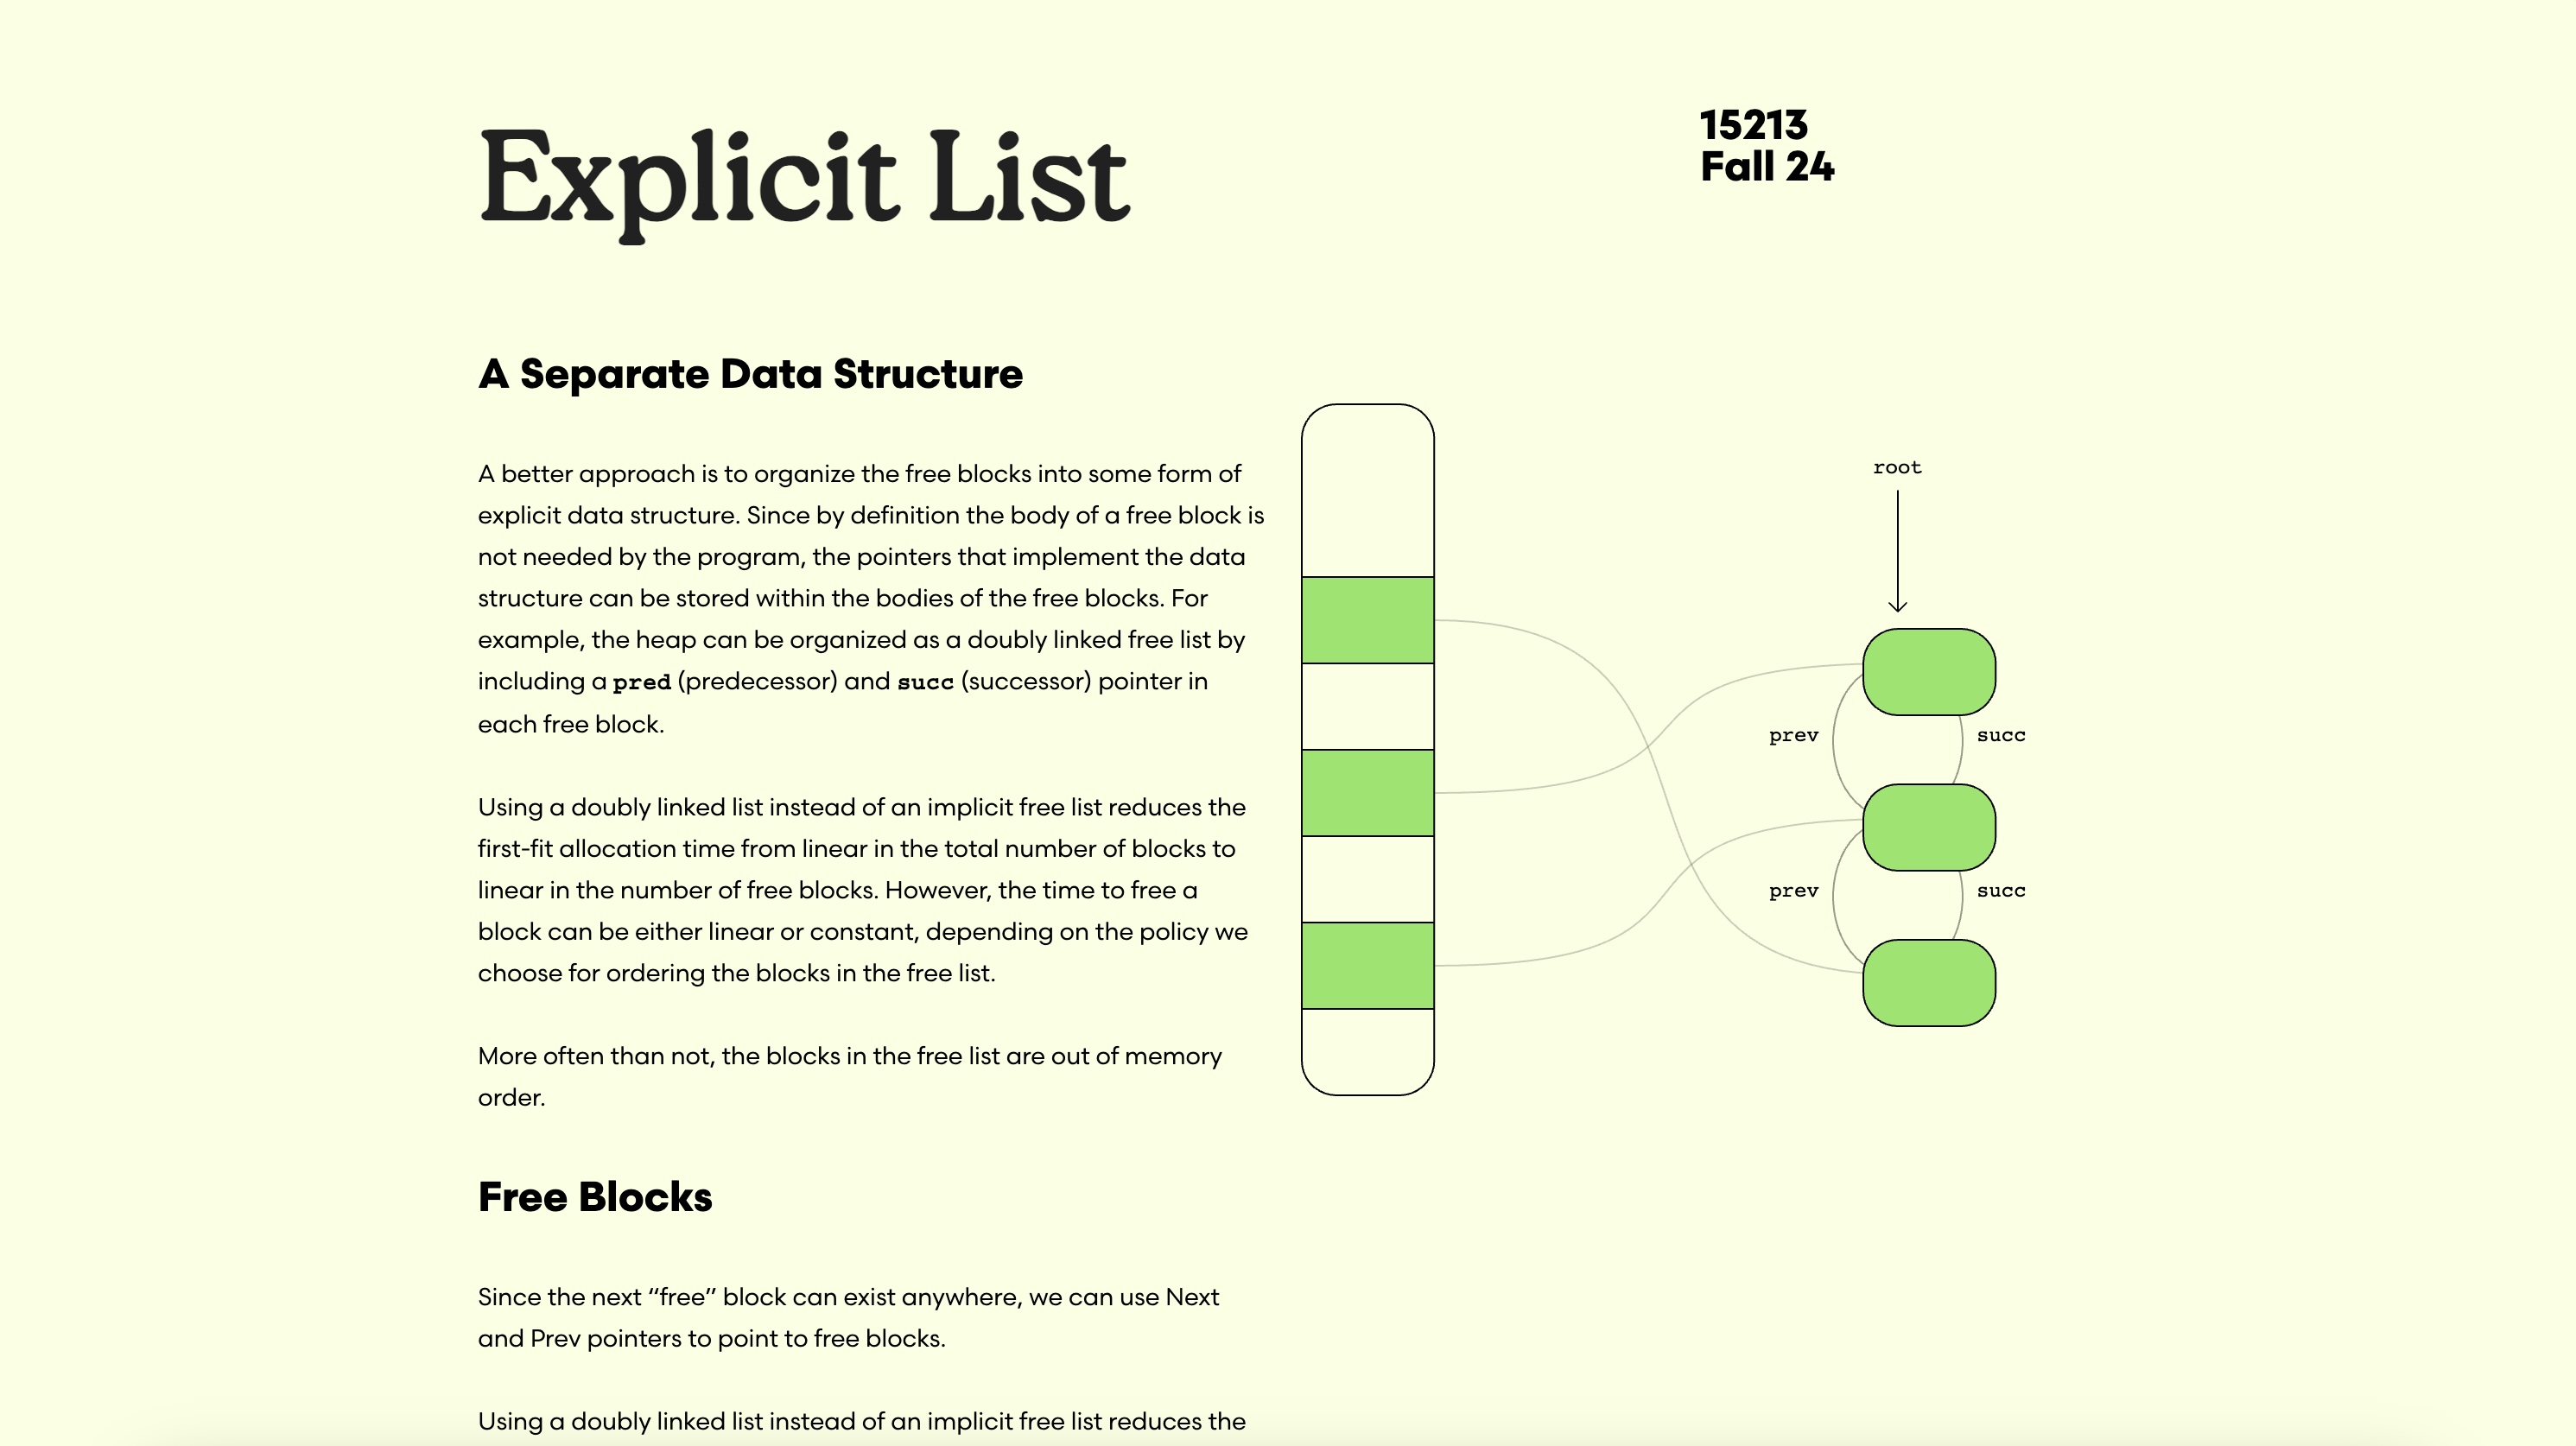 Explicit List
15213
Fall 24
A Separate Data Structure
A better approach is to organize the free blocks into some form of
explicit data structure. Since by definition the body of a free block is
not needed by the program, the pointers that implement the data
structure can be stored within the bodies of the free blocks. For
example, the heap can be organized as a doubly linked free list by
including a pred (predecessor) and succ (successor) pointer in
each free block.
Using a doubly linked list instead of an implicit free list reduces the
first-fit allocation time from linear in the total number of blocks to
linear in the number of free blocks. However, the time to free a
block can be either linear or constant, depending on the policy we
choose for ordering the blocks in the free list.
More often than not, the blocks in the free list are out of memory
order.
root
prev
succ
prev
succ
Free Blocks
Since the next “free” block can exist anywhere, we can use Next
and Prev pointers to point to free blocks.
Using a doubly linked list instead of an implicit free list reduces the